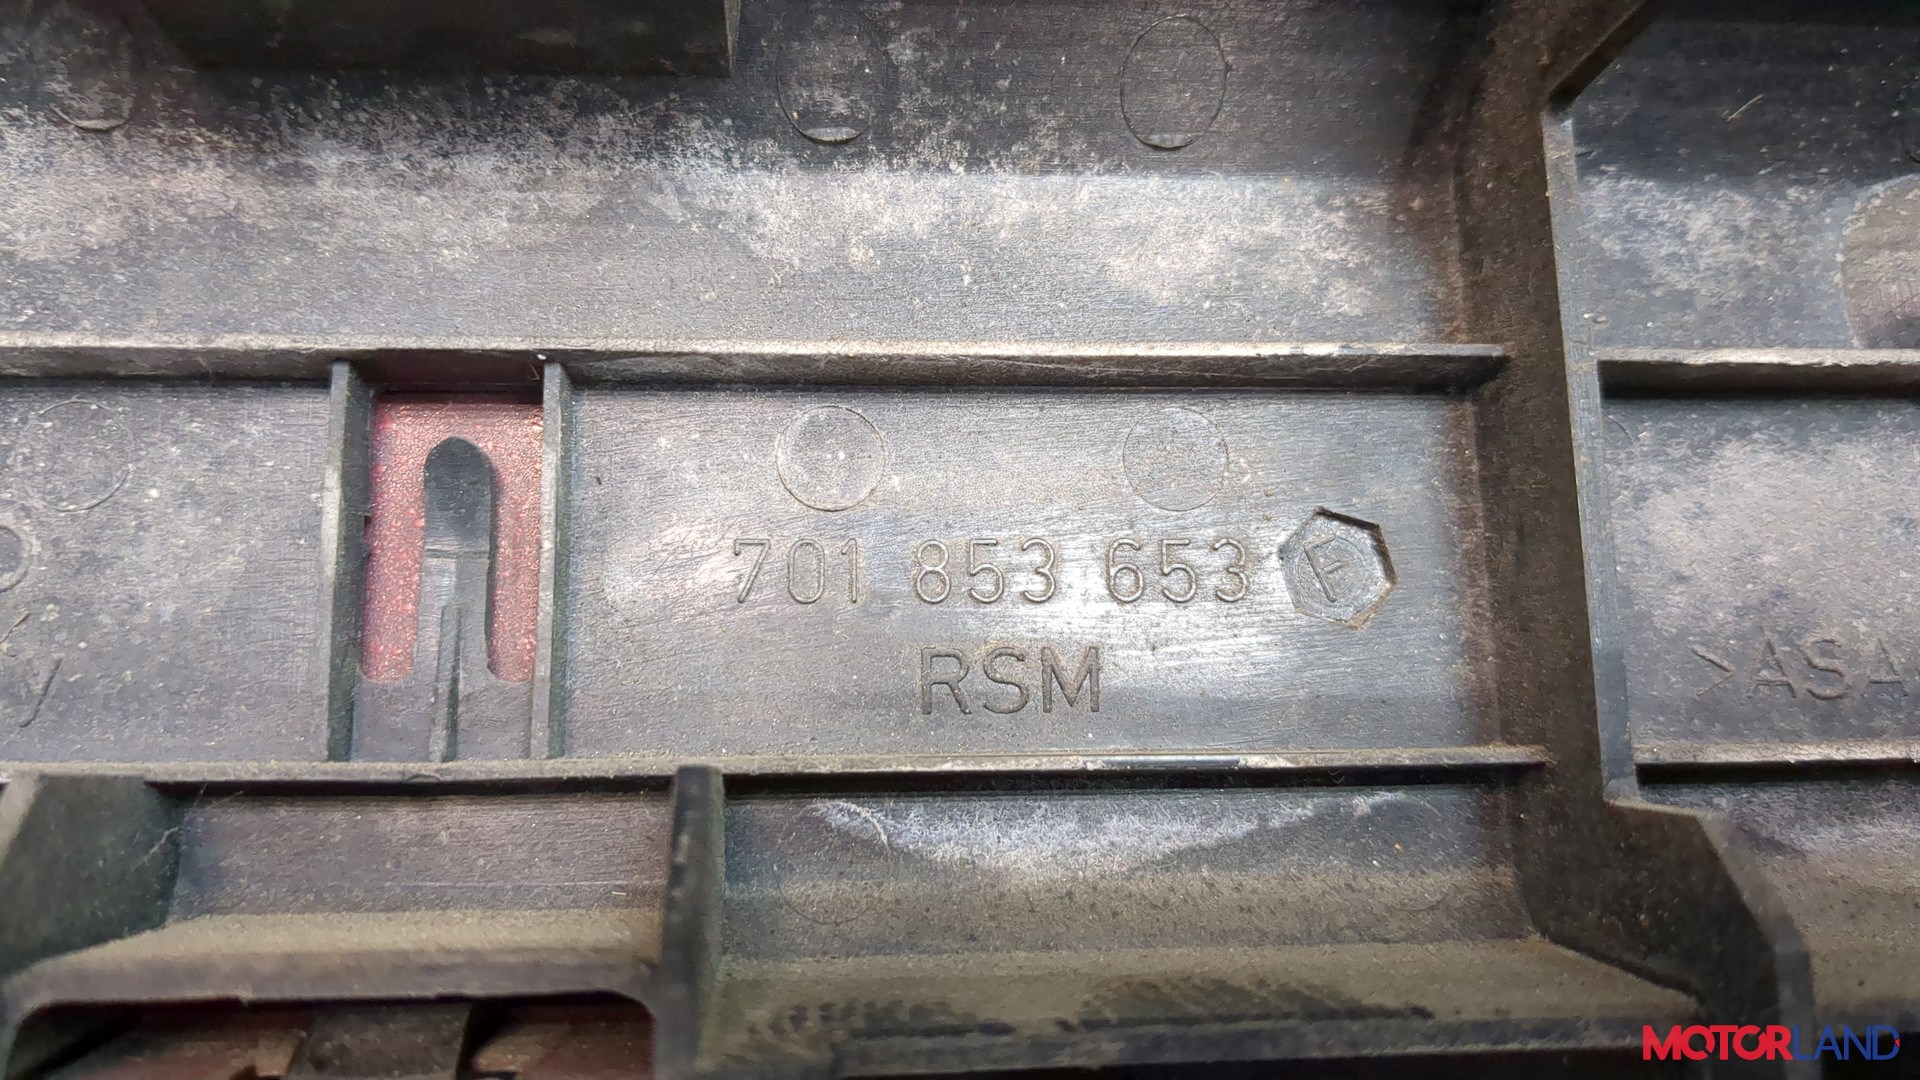 701 853 653 F
RSM
>ASA
MOTORLAND